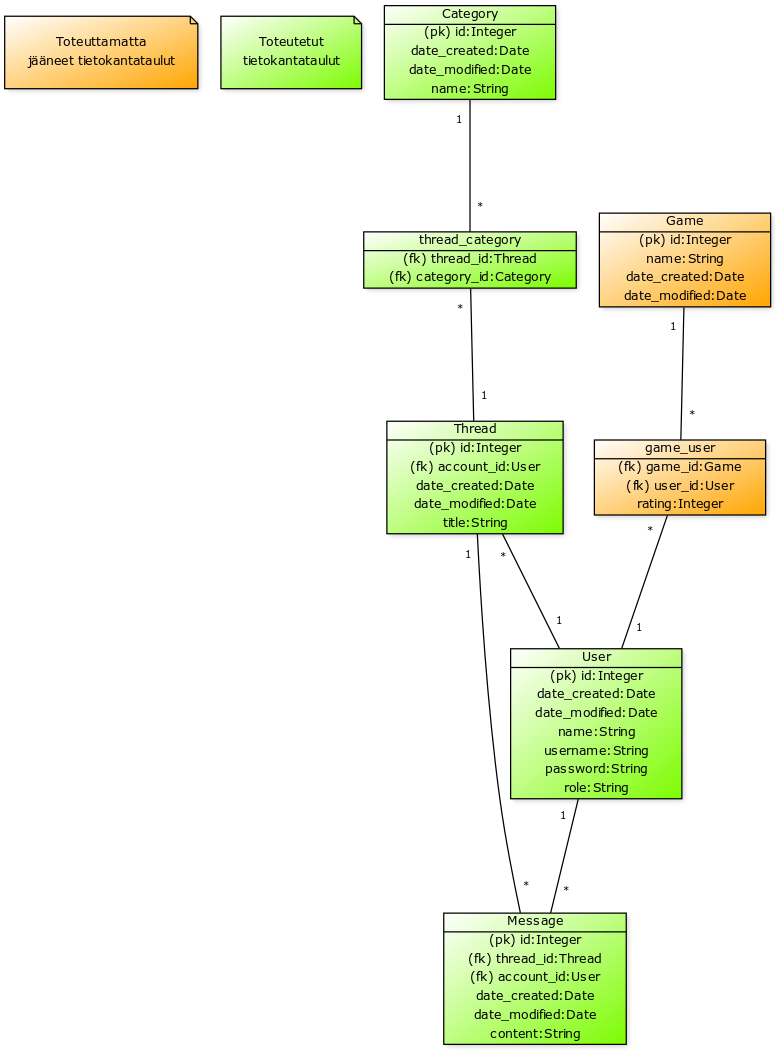 Toteuttamatta
jääneet tietokantataulut
Toteutetut
tietokantataulut
Category
(pk) id:Integer
date_created:Date
date_modified:Date
name:String
1
*
thread_category
(fk) thread_id:Thread
(fk) category_id:Category
*
1
Game
(pk) id:Integer
name:String
date_created:Date
date_modified:Date
1
*
Thread
(pk) id:Integer
(fk) account_id:User
date_created:Date
date_modified:Date
title:String
1
*
1
game_user
(fk) game_id:Game
(fk) user_id:User
rating:Integer
*
1
User
(pk) id:Integer
date_created:Date
date_modified:Date
name:String
username:String
password:String
role:String
1
*
*
Message
(pk) id:Integer
(fk) thread_id:Thread
(fk) account_id:User
date_created:Date
date_modified:Date
content:String